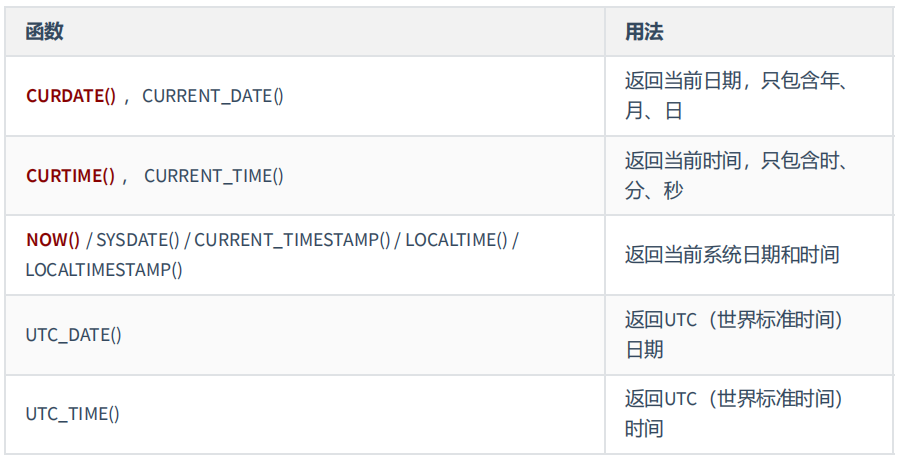 函数 用法
CURDATE() ， CURRENT_DATE()
返回当前日期，只包含年、
月、日
CURTIME() ， CURRENT_TIME()
返回当前时间，只包含时、
分、秒
NOW() / SYSDATE() / CURRENT_TIMESTAMP() / LOCALTIME() /
LOCALTIMESTAMP()
返回当前系统日期和时间
UTC_DATE()
返回UTC（世界标准时间）
日期
UTC_TIME()
返回UTC（世界标准时间）
时间